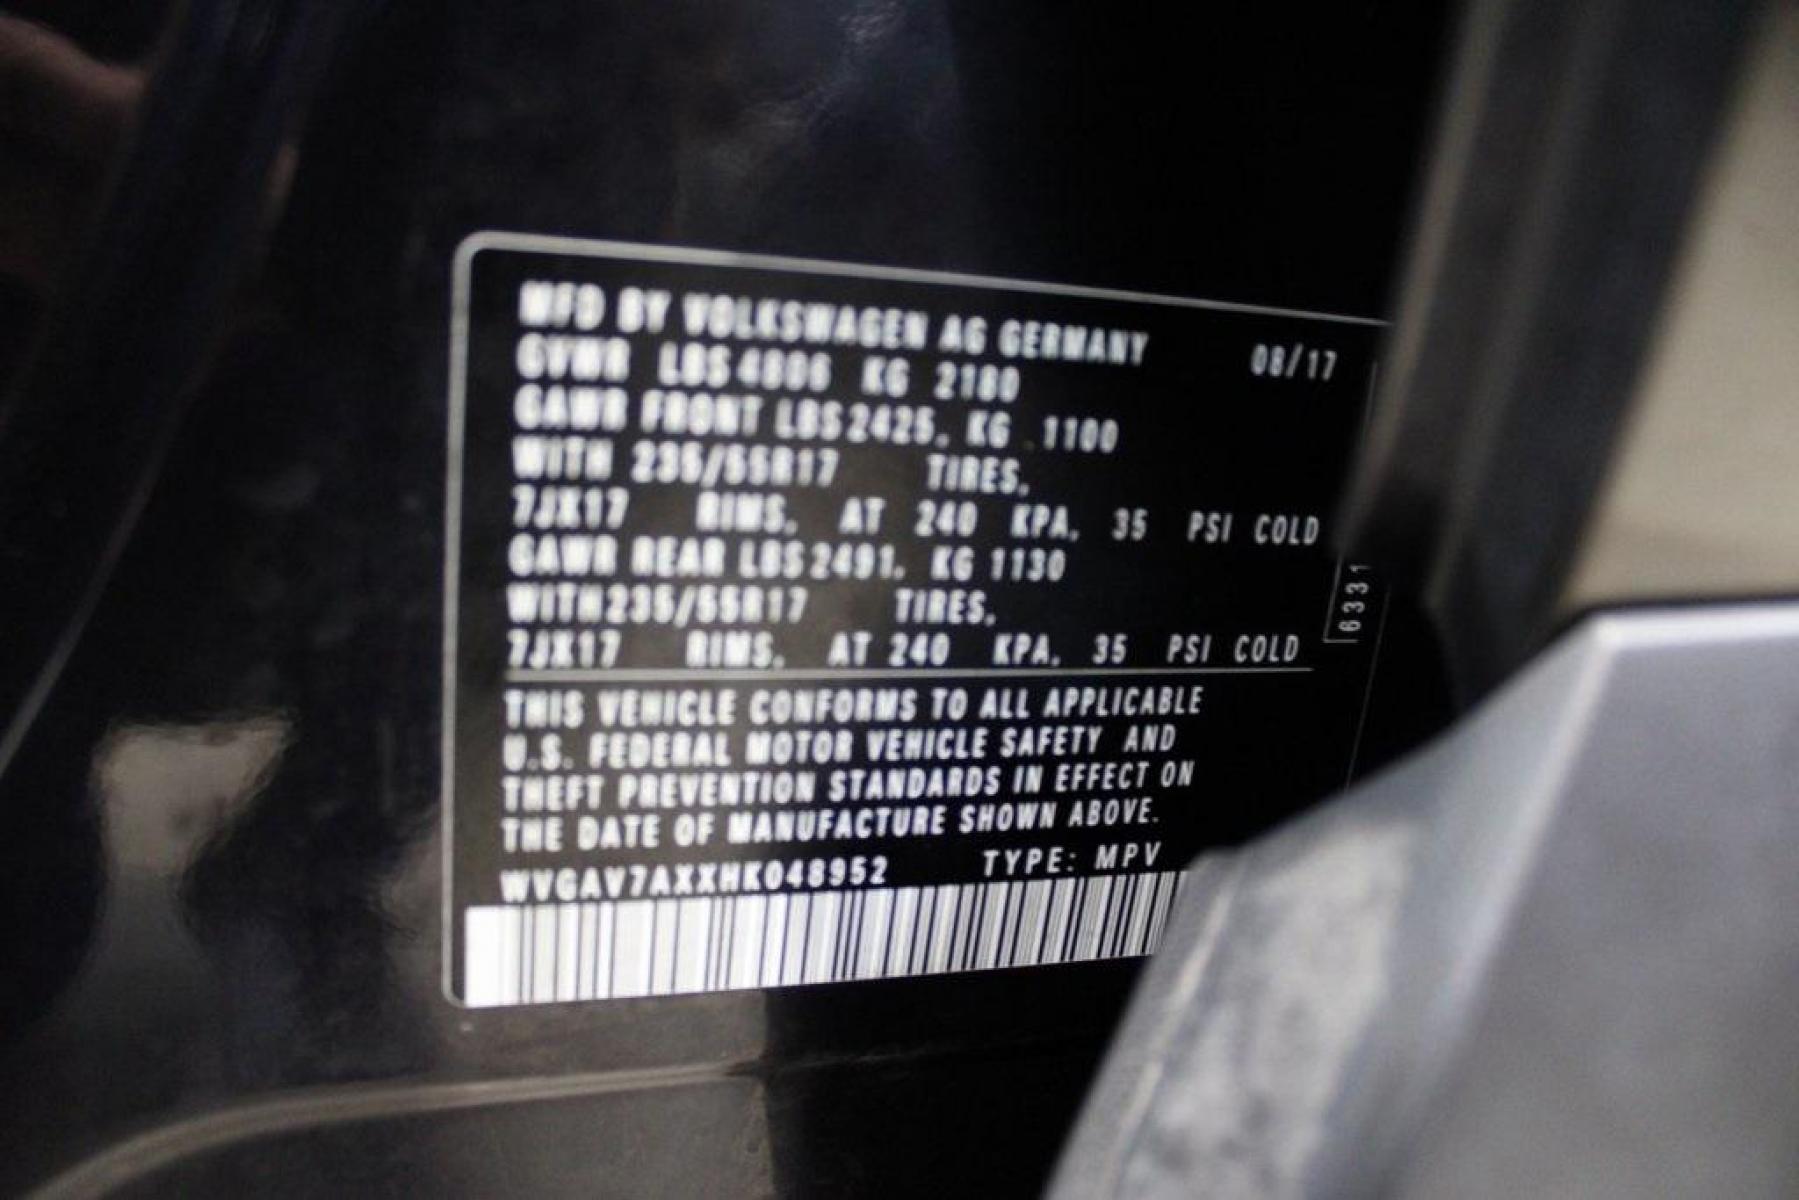 MFD BY VOLKSWAGEN AG GERMANY 08/17
GVWR LBS 4806 KG 2180
GAWR FRONT LBS 2425, KG 1100
WITH 235/55R17 TIRES,
7JX17 RIMS, AT 240 KPA, 35 PSI COLD
GAWR REAR LBS 2491, KG 1130
WITH 235/55R17 TIRES,
7JX17 RIMS, AT 240 KPA, 35 PSI COLD
6331
THIS VEHICLE CONFORMS TO ALL APPLICABLE
U.S. FEDERAL MOTOR VEHICLE SAFETY AND
THEFT PREVENTION STANDARDS IN EFFECT ON
THE DATE OF MANUFACTURE SHOWN ABOVE.
WVGAV7AXXHK048952 TYPE: MPV